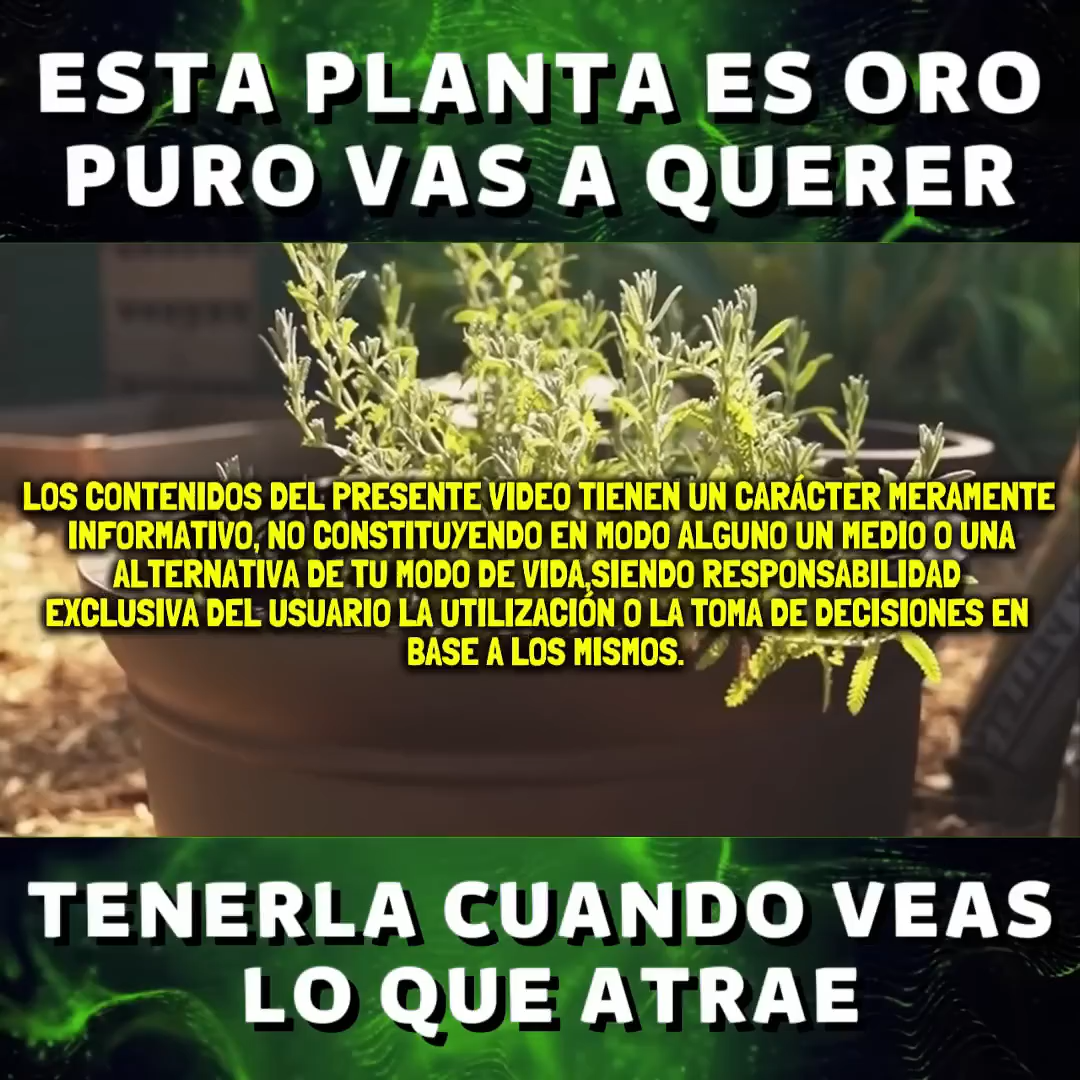 ESTA PLANTA ES ORO
PURO VAS A QUERER
LOS CONTENIDOS DEL PRESENTE VIDEO TIENEN UN CARÁCTER MERAMENTE
INFORMATIVO, NO CONSTITUYENDO EN MODO ALGUNO UN MEDIO O UNA
ALTERNATIVA DE TU MODO DE VIDA,SIENDO RESPONSABILIDAD
EXCLUSIVA DEL USUARIO LA UTILIZACIÓN O LA TOMA DE DECISIONES EN
BASE A LOS MISMOS.
TENERLA CUANDO VEAS
LO QUE ATRAE